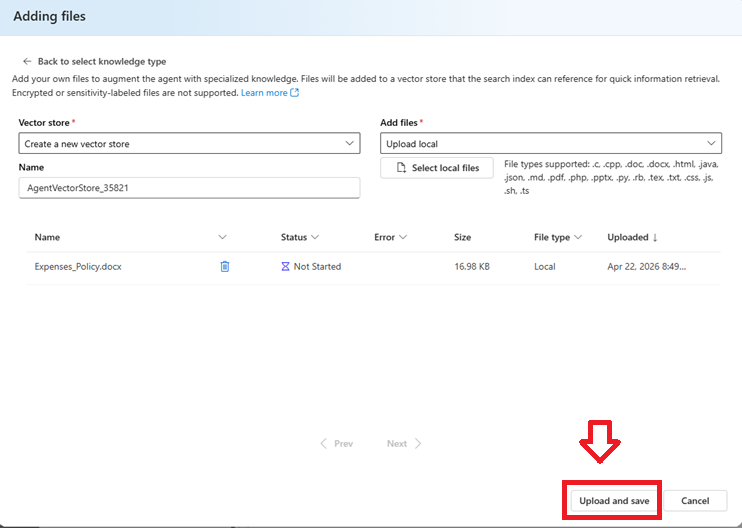 Adding files
Back to select knowledge type
Add your own files to augment the agent with specialized knowledge. Files will be added to a vector store that the search index can reference for quick information retrieval.
Encrypted or sensitivity-labeled files are not supported. Learn more
Vector store *
Create a new vector store
Name
AgentVectorStore_35821
Add files *
Upload local
Select local files
File types supported: .c, .cpp, .doc, .docx, .html, .java,
.json, .md, .pdf, .php, .pptx, .py, .rb, .tex, .txt, .css, .js,
.sh, .ts
Name Status Error Size File type Uploaded ↓
Expenses_Policy.docx Not Started 16.98 KB Local Apr 22, 2026 8:49...
Prev Next
Upload and save Cancel